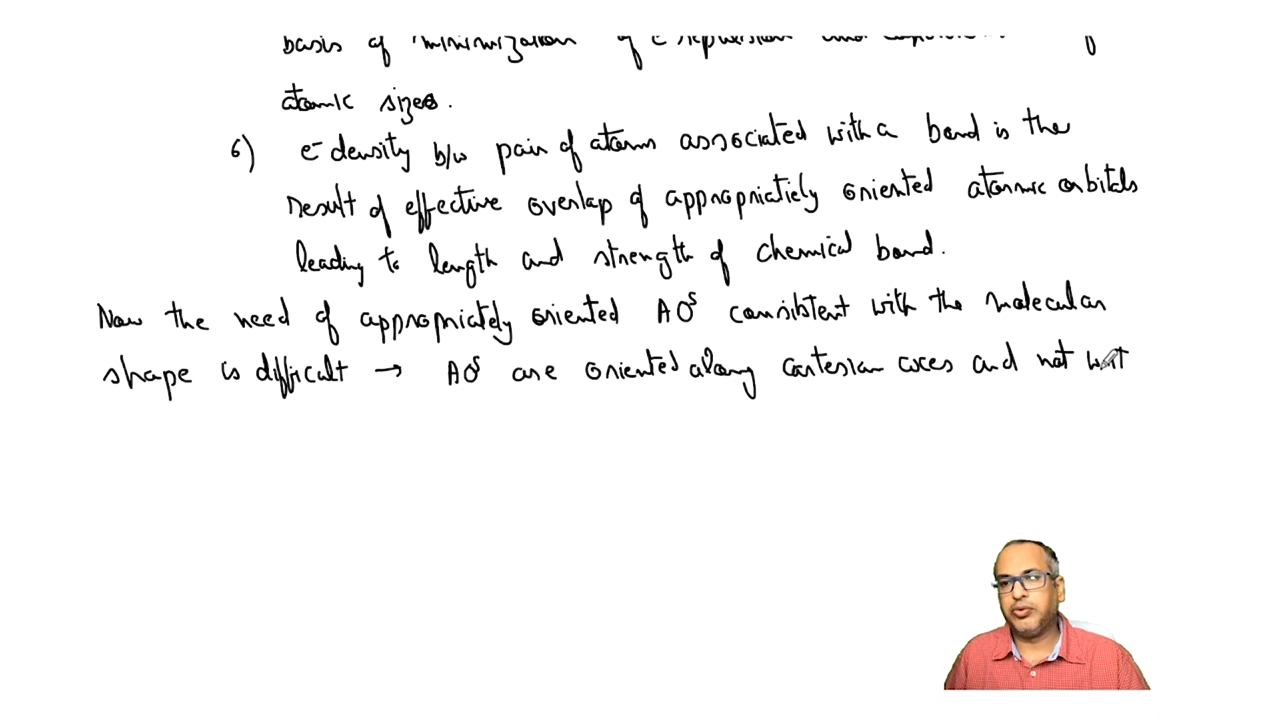 basis of minimization of e⁻ repulsion and of
atomic sizes.
6) e⁻ density b/w pair of atoms associated with a bond is the
result of effective overlap of appropriately oriented atomic orbitals
leading to length and strength of chemical bond.
Now the need of appropriately oriented AOˢ consistent with the molecular
shape is difficult → AOˢ are oriented along cartesian axes and not wrt